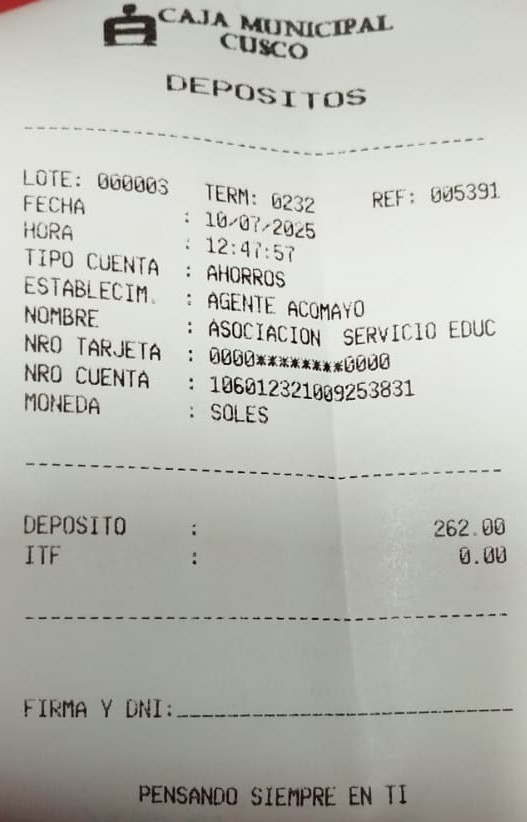 CAJA MUNICIPAL
CUSCO
DEPOSITOS
LOTE: 000003 TERM: 0232 REF: 005391
FECHA : 10/07/2025
HORA : 12:47:57
TIPO CUENTA : AHORROS
ESTABLECIM. : AGENTE ACOMAYO
NOMBRE : ASOCIACION SERVICIO EDUC
NRO TARJETA : 0000********0000
NRO CUENTA : 106012321009253831
MONEDA : SOLES
DEPOSITO : 262.00
ITF : 0.00
FIRMA Y DNI:
PENSANDO SIEMPRE EN TI